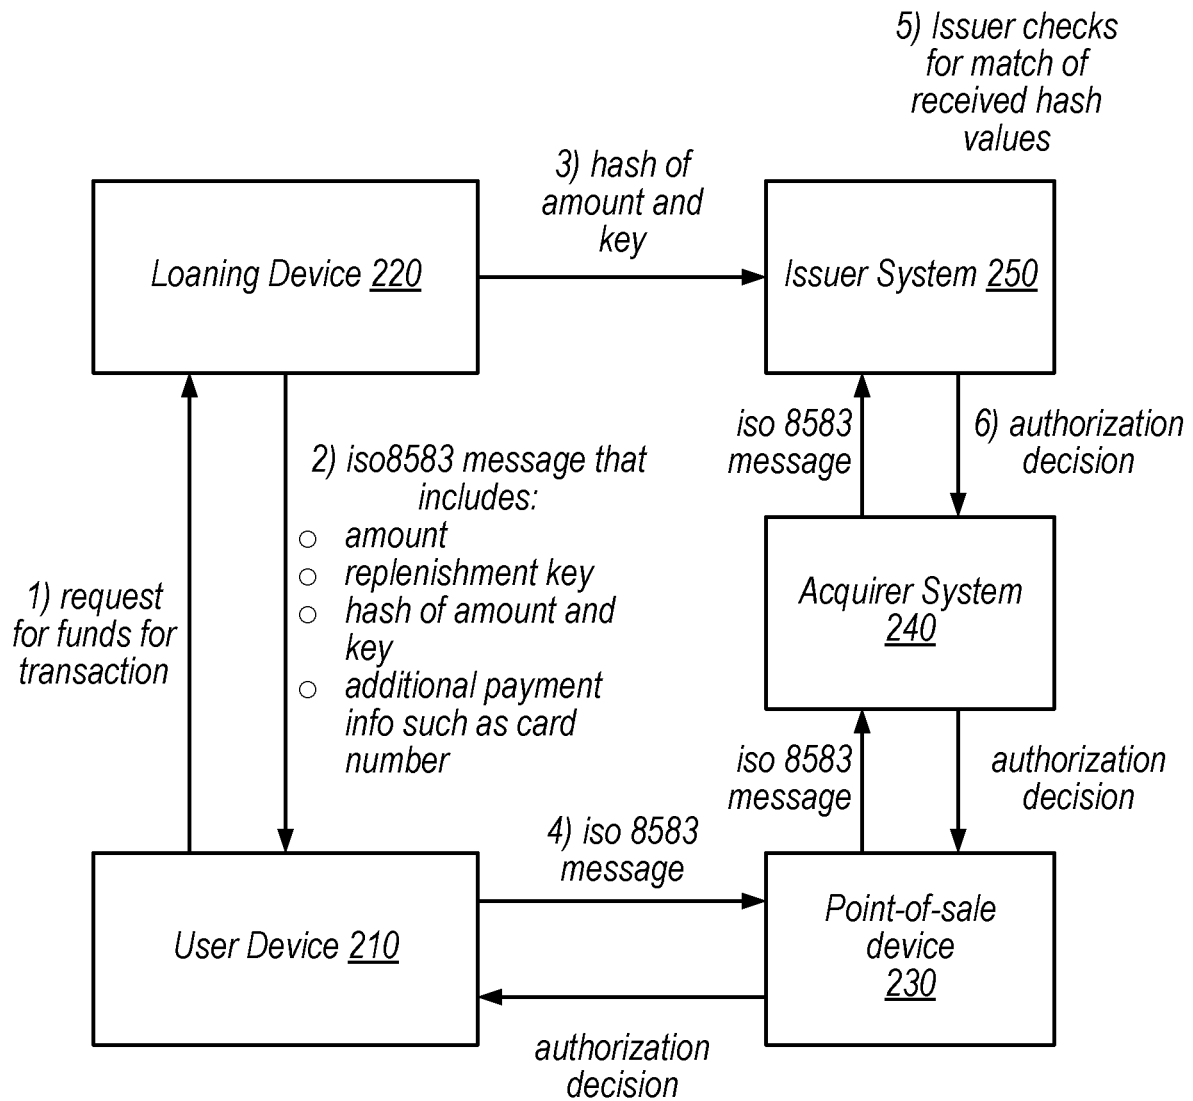 5) Issuer checks
for match of
received hash
values
3) hash of
amount and
key
Loaning Device 220
Issuer System 250
iso 8583
message
6) authorization
decision
2) iso8583 message that
includes:
○ amount
○ replenishment key
○ hash of amount and
key
○ additional payment
info such as card
number
1) request
for funds for
transaction
Acquirer System
240
iso 8583
message
authorization
decision
4) iso 8583
message
User Device 210
Point-of-sale
device
230
authorization
decision